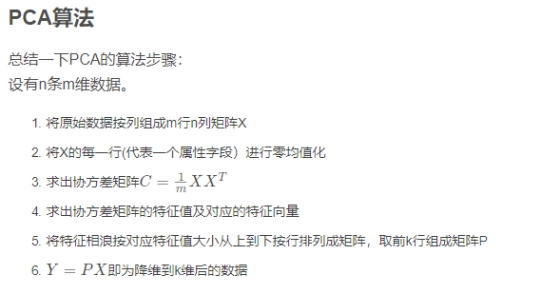 PCA算法
总结一下PCA的算法步骤：
设有n条m维数据。
1. 将原始数据按列组成m行n列矩阵X
2. 将X的每一行(代表一个属性字段）进行零均值化
3. 求出协方差矩阵$C = \frac{1}{m}XX^T$
4. 求出协方差矩阵的特征值及对应的特征向量
5. 将特征相浪按对应特征值大小从上到下按行排列成矩阵，取前k行组成矩阵P
6. $Y = PX$即为降维到k维后的数据